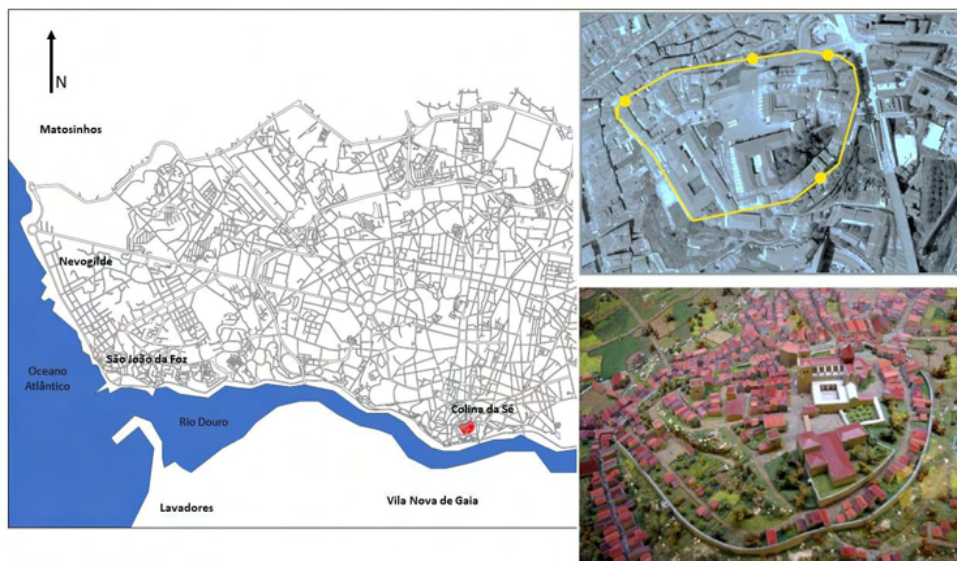 N
Matosinhos
Nevogilde
São João da Foz
Oceano
Atlântico
Rio Douro
Colina da Sé
Lavadores
Vila Nova de Gaia